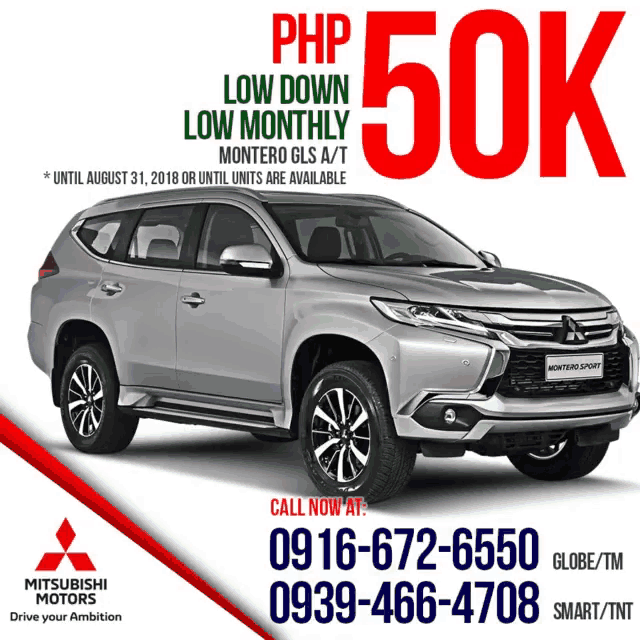 PHP 50K
LOW DOWN
LOW MONTHLY
MONTERO GLS A/T
* UNTIL AUGUST 31, 2018 OR UNTIL UNITS ARE AVAILABLE
MONTERO SPORT
CALL NOW AT:
0916-672-6550 GLOBE/TM
0939-466-4708 SMART/TNT
MITSUBISHI
MOTORS
Drive your Ambition